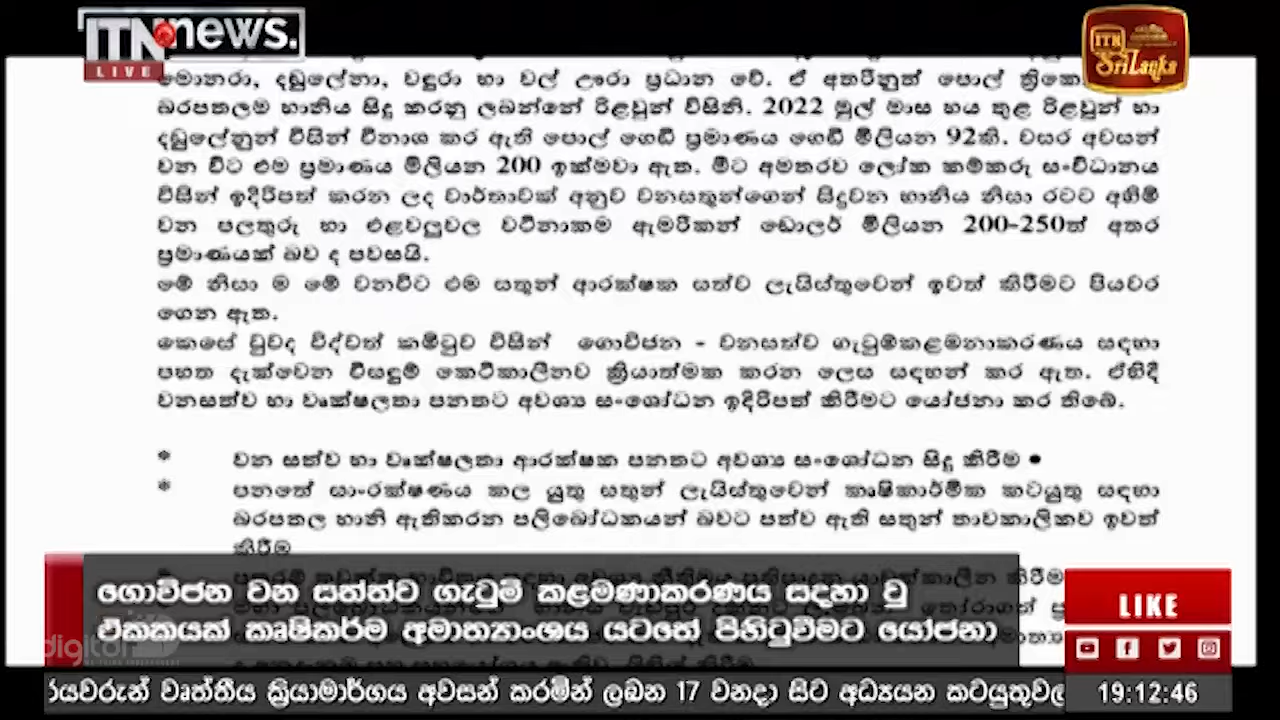 ITN news.
LIVE
ITN
Sri Lanka
මොනරා, දඬුලේනා, වඳුරා හා වල් ඌරා ප්‍රධාන වේ. ඒ අතරිනුත් පොල්
බරපතලම හානිය සිදු කරනු ලබන්නේ රිළවුන් විසිනි. 2022 මුල් මාස හය තුළ රිළවුන් හා
දඬුලේනුන් විසින් විනාශ කර ඇති පොල් ගෙඩි ප්‍රමාණය ගෙඩි මිලියන 92කි. වසර අවසන්
වන විට එම ප්‍රමාණය මිලියන 200 ඉක්මවා ඇත. මීට අමතරව ලෝක කම්කරු සංවිධානය
විසින් ඉදිරිපත් කරන ලද වාර්තාවක් අනුව වනසතුන්ගෙන් සිදුවන හානිය නිසා රටට අහිමි
වන පලතුරු හා එළවලුවල වටිනාකම ඇමරිකන් ඩොලර් මිලියන 200-250ත් අතර
ප්‍රමාණයක් බව ද පවසයි.
මේ නිසා ම මේ වනවිට එම සතුන් ආරක්ෂක සත්ව ලැයිස්තුවෙන් ඉවත් කිරීමට පියවර
ගෙන ඇත.
කෙසේ වුවද විද්වත් කමිටුව විසින් ගොවිජන - වනසත්ව ගැටුම්කළමනාකරණය සඳහා
පහත දැක්වෙන විසඳුම් කෙටිකාලීනව ක්‍රියාත්මක කරන ලෙස සඳහන් කර ඇත. ඒහිදී
වනසත්ව හා වෘක්ෂලතා පනතට අවශ්‍ය සංශෝධන ඉදිරිපත් කිරීමට යෝජනා කර තිබේ.
* වන සත්ව හා වෘක්ෂලතා ආරක්ෂක පනතට අවශ්‍ය සංශෝධන සිදු කිරීම ●
* පනතේ සාංරක්ෂණය කල යුතු සතුන් ලැයිස්තුවෙන් කෘෂිකාර්මික කටයුතු සඳහා
බරපතල හානි ඇතිකරන පලිබෝධකයන් බවට පත්ව ඇති සතුන් තාවකාලිකව ඉවත්
කිරීම
ගොවිජන වන සත්ත්ව ගැටුම් කළමණාකරණය සඳහා වූ
ඒකකයක් කෘෂිකර්ම අමාත්‍යාංශය යටතේ පිහිටුවීමට යෝජනා
LIKE
digital
වෘත්තීය ක්‍රියාමාර්ගය අවසන් කරමින් ලබන 17 වනදා සිට අධ්‍යයන
19:12:46